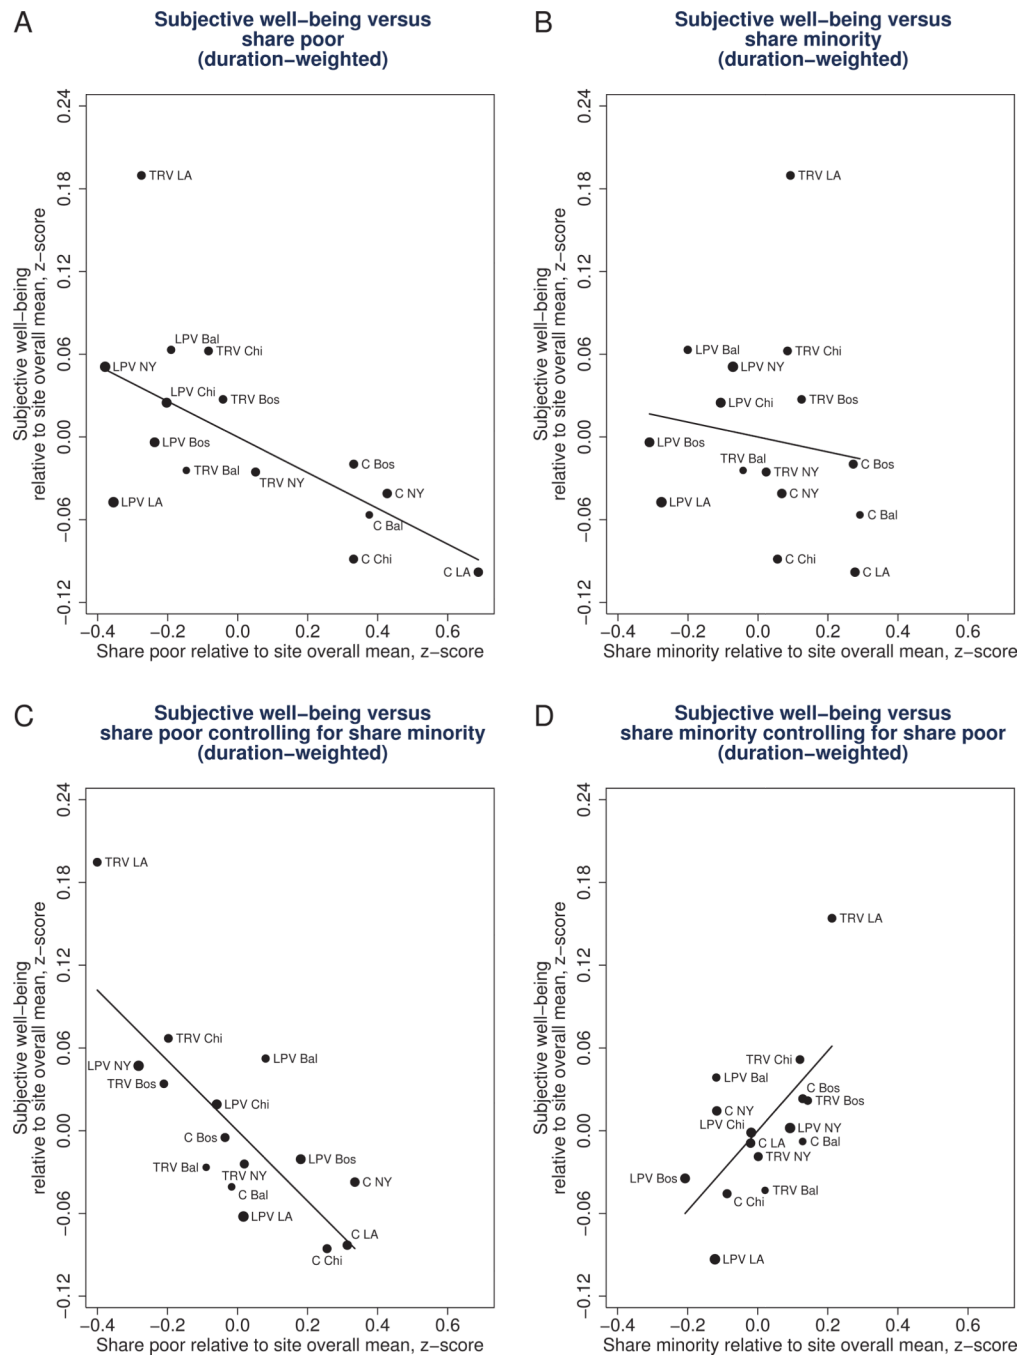 A
Subjective well–being versus
share poor
(duration–weighted)
Subjective well–being
relative to site overall mean, z–score
0.24
0.18
0.12
0.06
0.00
−0.06
−0.12
TRV LA
LPV Bal
TRV Chi
LPV NY
LPV Chi
TRV Bos
LPV Bos
C Bos
TRV Bal
TRV NY
C NY
LPV LA
C Bal
C Chi
C LA
−0.4
−0.2
0.0
0.2
0.4
0.6
Share poor relative to site overall mean, z−score
B
Subjective well–being versus
share minority
(duration–weighted)
Subjective well–being
relative to site overall mean, z–score
0.24
0.18
0.12
0.06
0.00
−0.06
−0.12
TRV LA
LPV Bal
TRV Chi
LPV NY
LPV Chi
TRV Bos
LPV Bos
TRV Bal
C Bos
TRV NY
C NY
LPV LA
C Bal
C Chi
C LA
−0.4
−0.2
0.0
0.2
0.4
0.6
Share minority relative to site overall mean, z−score
C
Subjective well–being versus
share poor controlling for share minority
(duration–weighted)
Subjective well–being
relative to site overall mean, z–score
0.24
0.18
0.12
0.06
0.00
−0.06
−0.12
TRV LA
TRV Chi
LPV NY
LPV Bal
TRV Bos
LPV Chi
C Bos
TRV Bal
LPV Bos
TRV NY
C NY
C Bal
LPV LA
C LA
C Chi
−0.4
−0.2
0.0
0.2
0.4
0.6
Share poor relative to site overall mean, z−score
D
Subjective well–being versus
share minority controlling for share poor
(duration–weighted)
Subjective well–being
relative to site overall mean, z–score
0.24
0.18
0.12
0.06
0.00
−0.06
−0.12
TRV LA
TRV Chi
LPV Bal
C Bos
TRV Bos
C NY
LPV Chi
LPV NY
C LA
C Bal
TRV NY
LPV Bos
TRV Bal
C Chi
LPV LA
−0.4
−0.2
0.0
0.2
0.4
0.6
Share minority relative to site overall mean, z−score